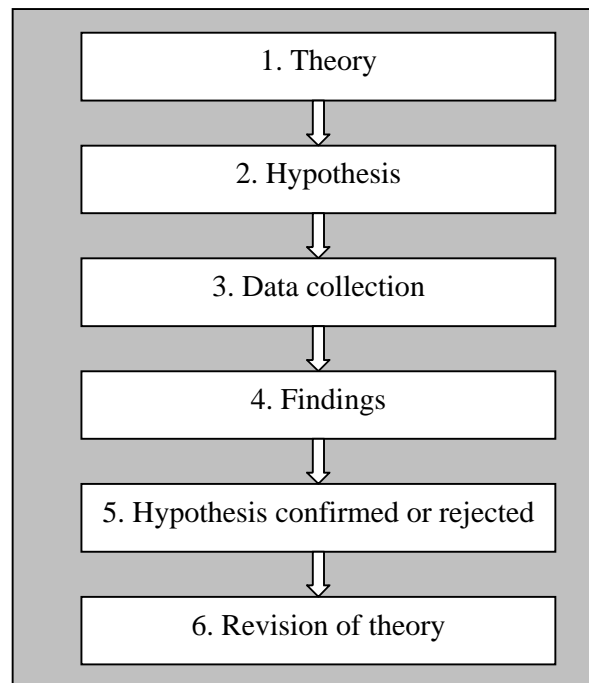 1. Theory
2. Hypothesis
3. Data collection
4. Findings
5. Hypothesis confirmed or rejected
6. Revision of theory